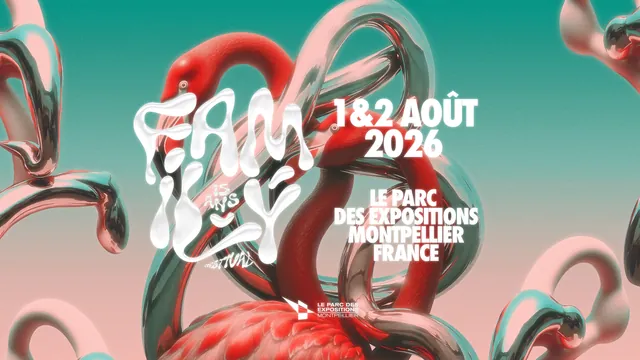 FAM
ILY
15
ANS
FESTIVAL
1&2 AOÛT
2026
LE PARC
DES EXPOSITIONS
MONTPELLIER
FRANCE
LE PARC DES
EXPOSITIONS
MONTPELLIER